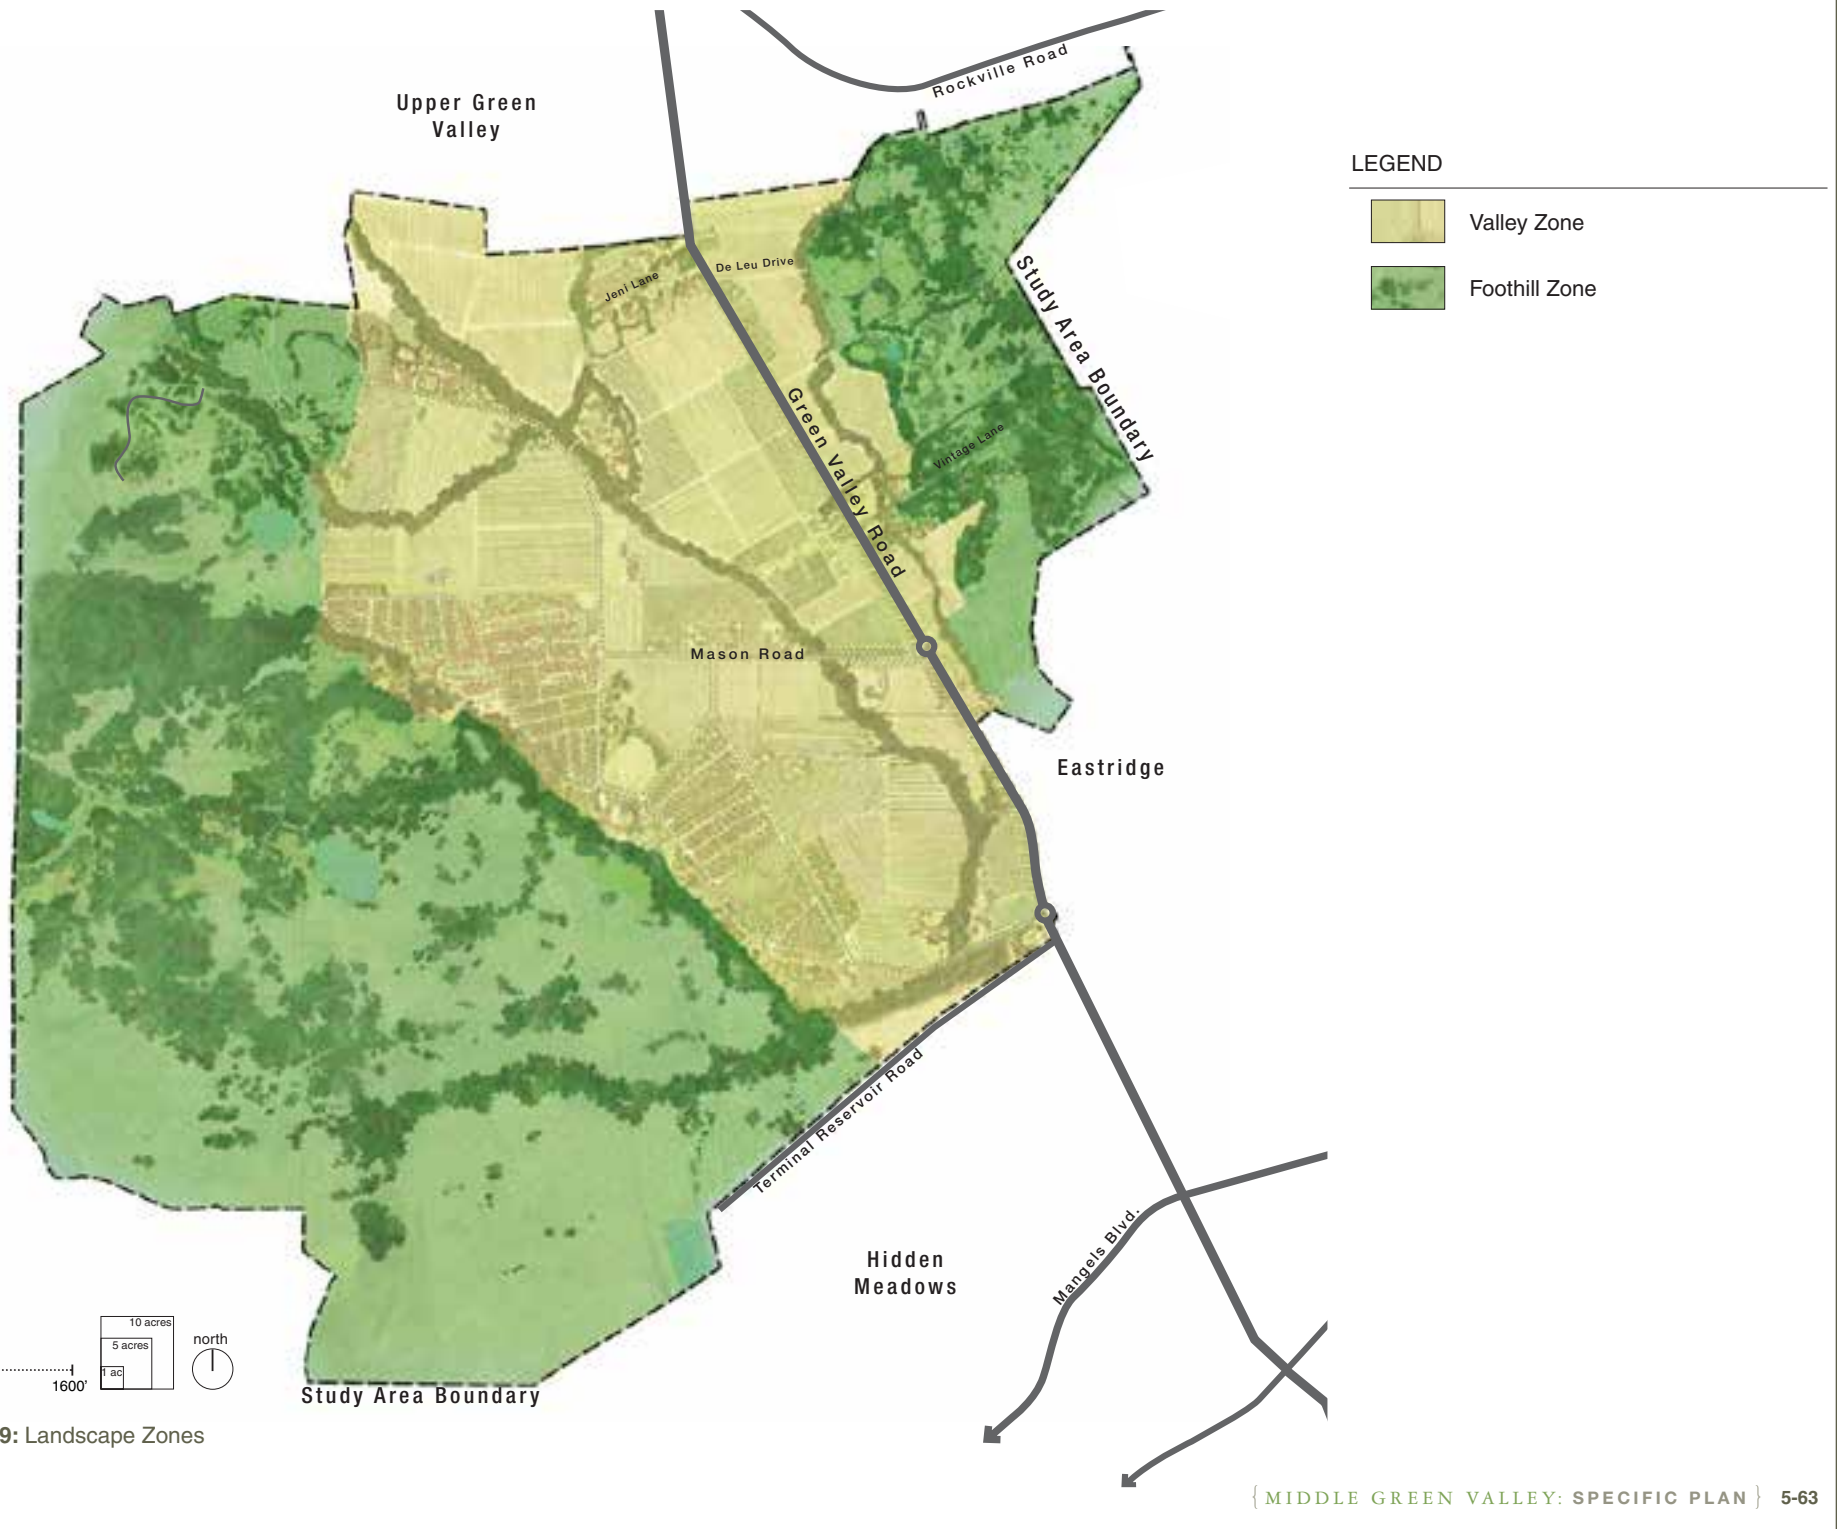 Rockville Road
Upper Green
Valley
LEGEND
Valley Zone
Foothill Zone
De Leu Drive
Jeni Lane
Study Area Boundary
Green Valley Road
Vintage Lane
Mason Road
Eastridge
Terminal Reservoir Road
Mangels Blvd.
Hidden
Meadows
10 acres
5 acres
1 ac
north
1600'
Study Area Boundary
9: Landscape Zones
{ MIDDLE GREEN VALLEY: SPECIFIC PLAN } 5-63